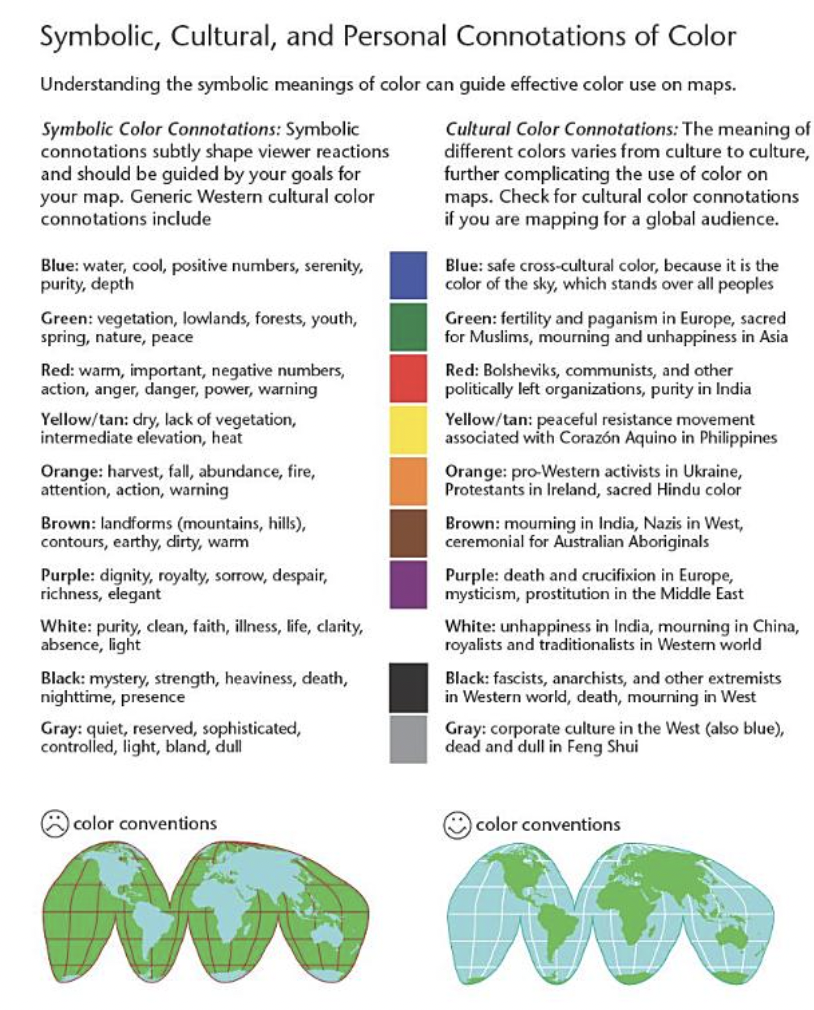 Symbolic, Cultural, and Personal Connotations of Color
Understanding the symbolic meanings of color can guide effective color use on maps.
Symbolic Color Connotations: Symbolic
connotations subtly shape viewer reactions
and should be guided by your goals for
your map. Generic Western cultural color
connotations include
Cultural Color Connotations: The meaning of
different colors varies from culture to culture,
further complicating the use of color on
maps. Check for cultural color connotations
if you are mapping for a global audience.
Blue: water, cool, positive numbers, serenity,
purity, depth
Blue: safe cross-cultural color, because it is the
color of the sky, which stands over all peoples
Green: vegetation, lowlands, forests, youth,
spring, nature, peace
Green: fertility and paganism in Europe, sacred
for Muslims, mourning and unhappiness in Asia
Red: warm, important, negative numbers,
action, anger, danger, power, warning
Red: Bolsheviks, communists, and other
politically left organizations, purity in India
Yellow/tan: dry, lack of vegetation,
intermediate elevation, heat
Yellow/tan: peaceful resistance movement
associated with Corazón Aquino in Philippines
Orange: harvest, fall, abundance, fire,
attention, action, warning
Orange: pro-Western activists in Ukraine,
Protestants in Ireland, sacred Hindu color
Brown: landforms (mountains, hills),
contours, earthy, dirty, warm
Brown: mourning in India, Nazis in West,
ceremonial for Australian Aboriginals
Purple: dignity, royalty, sorrow, despair,
richness, elegant
Purple: death and crucifixion in Europe,
mysticism, prostitution in the Middle East
White: purity, clean, faith, illness, life, clarity,
absence, light
White: unhappiness in India, mourning in China,
royalists and traditionalists in Western world
Black: mystery, strength, heaviness, death,
nighttime, presence
Black: fascists, anarchists, and other extremists
in Western world, death, mourning in West
Gray: quiet, reserved, sophisticated,
controlled, light, bland, dull
Gray: corporate culture in the West (also blue),
dead and dull in Feng Shui
color conventions
color conventions